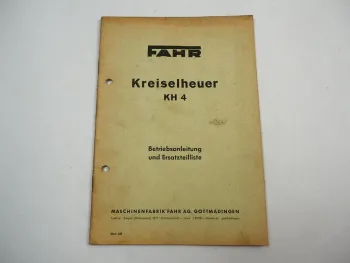 FAHR
Kreiselheuer
KH 4
Betriebsanleitung
und Ersatzteilliste
MASCHINENFABRIK FAHR AG. GOTTMADINGEN